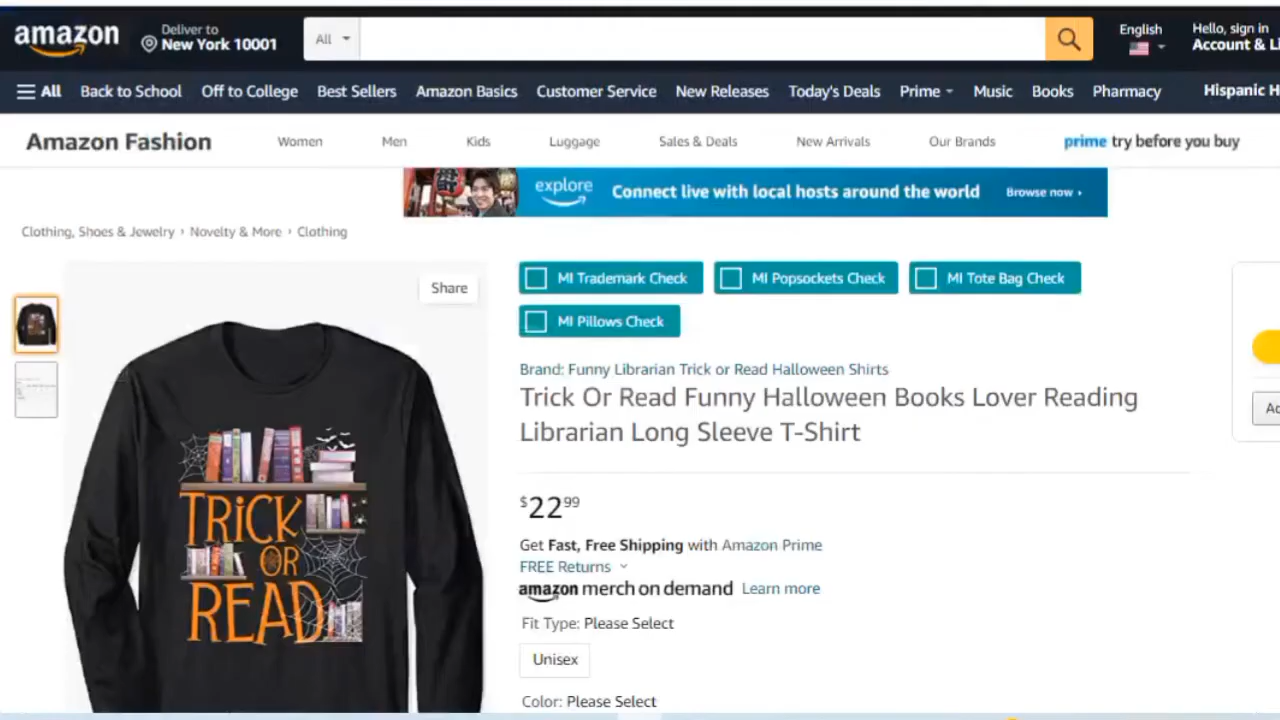 amazon
Deliver to
New York 10001
All
English
Hello, sign in
Account & Li
All Back to School Off to College Best Sellers Amazon Basics Customer Service New Releases Today's Deals Prime Music Books Pharmacy Hispanic H
Amazon Fashion Women Men Kids Luggage Sales & Deals New Arrivals Our Brands prime try before you buy
explore Connect live with local hosts around the world Browse now ›
Clothing, Shoes & Jewelry › Novelty & More › Clothing
Share
MI Trademark Check MI Popsockets Check MI Tote Bag Check
MI Pillows Check
Brand: Funny Librarian Trick or Read Halloween Shirts
Trick Or Read Funny Halloween Books Lover Reading
Librarian Long Sleeve T-Shirt
$22 99
Get Fast, Free Shipping with Amazon Prime
FREE Returns
amazon merch on demand Learn more
Fit Type: Please Select
Unisex
Color: Please Select
TRiCK
OR
READ
Ac